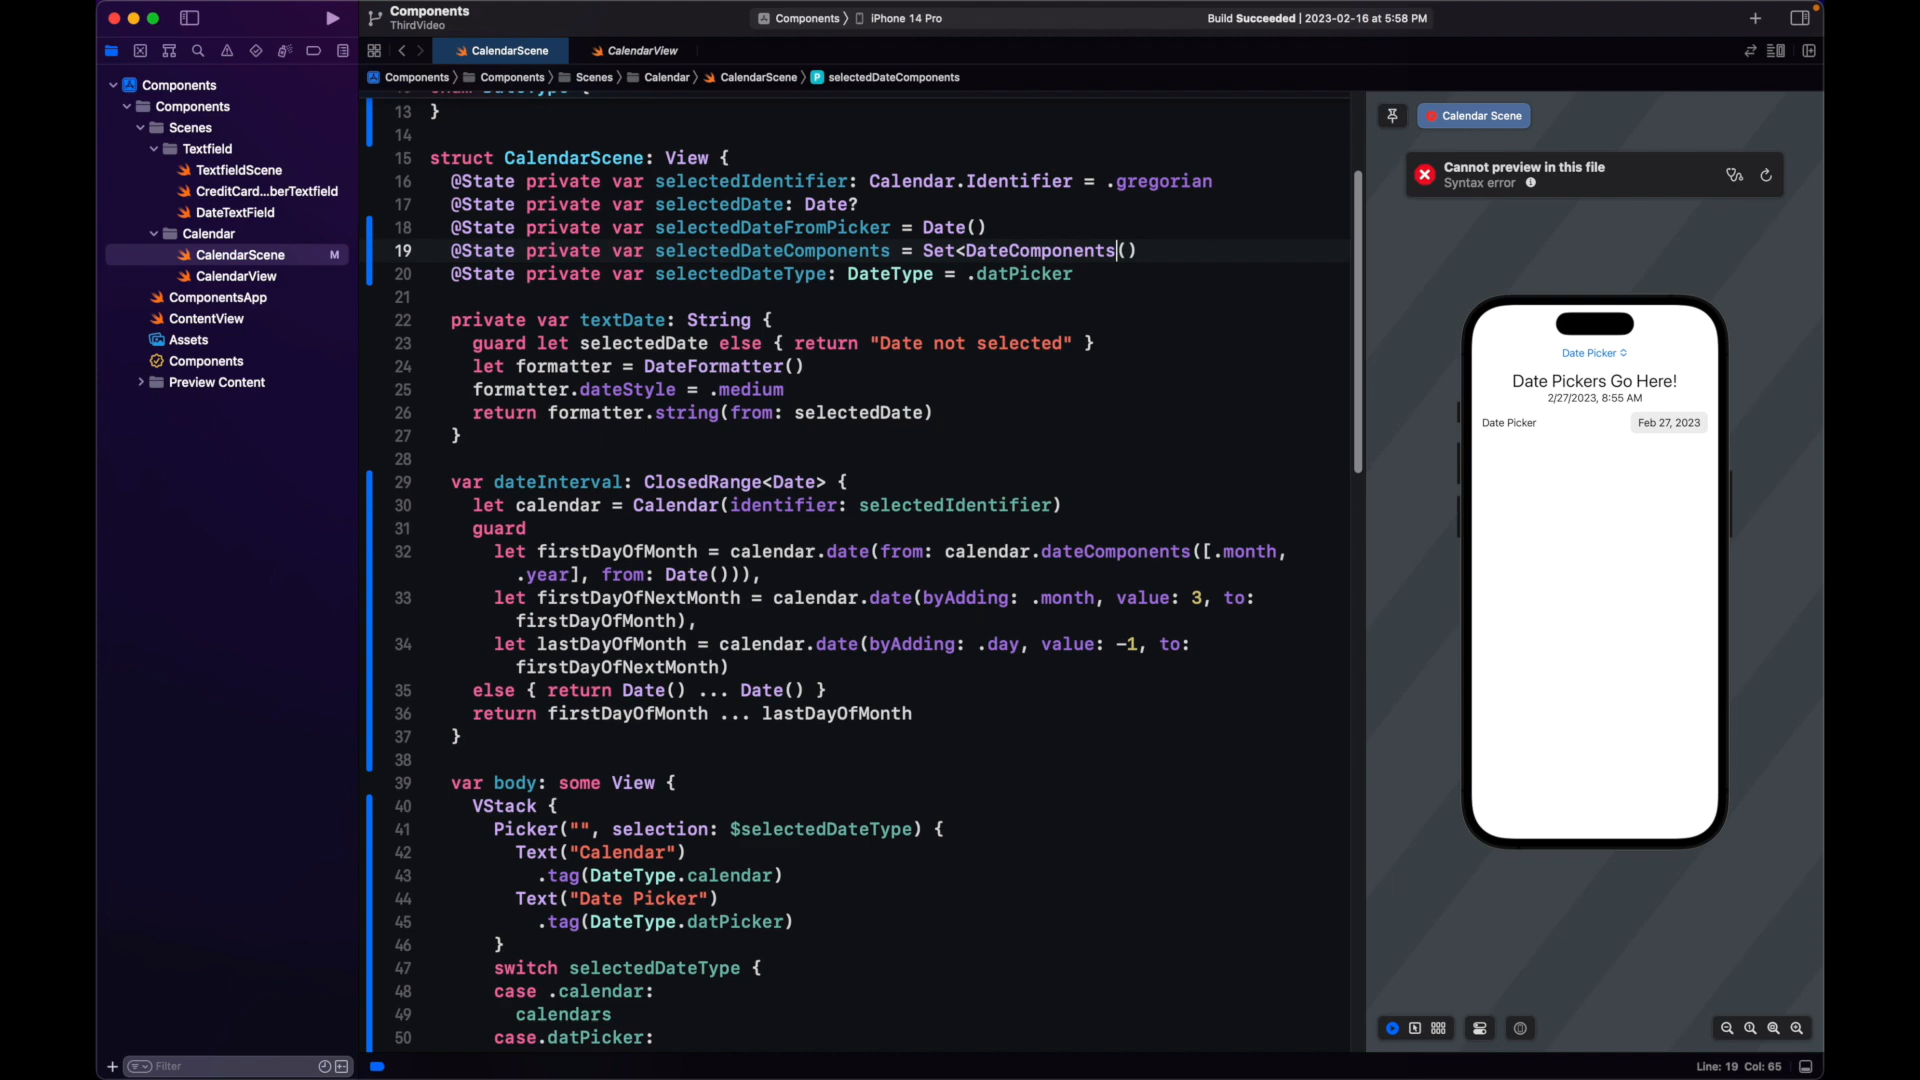 Components
ThirdVideo
Components 〉 iPhone 14 Pro
Build Succeeded | 2023-02-16 at 5:58 PM
CalendarScene
CalendarView
Components 〉 Components 〉 Scenes 〉 Calendar 〉 CalendarScene 〉 P selectedDateComponents
Components
Components
Scenes
Textfield
TextfieldScene
CreditCard...berTextfield
DateTextField
Calendar
CalendarScene M
CalendarView
ComponentsApp
ContentView
Assets
Components
Preview Content
Filter
13 }
14
15 struct CalendarScene: View {
16 @State private var selectedIdentifier: Calendar.Identifier = .gregorian
17 @State private var selectedDate: Date?
18 @State private var selectedDateFromPicker = Date()
19 @State private var selectedDateComponents = Set<DateComponents()
20 @State private var selectedDateType: DateType = .datPicker
21
22 private var textDate: String {
23 guard let selectedDate else { return "Date not selected" }
24 let formatter = DateFormatter()
25 formatter.dateStyle = .medium
26 return formatter.string(from: selectedDate)
27 }
28
29 var dateInterval: ClosedRange<Date> {
30 let calendar = Calendar(identifier: selectedIdentifier)
31 guard
32 let firstDayOfMonth = calendar.date(from: calendar.dateComponents([.month,
.year], from: Date())),
33 let firstDayOfNextMonth = calendar.date(byAdding: .month, value: 3, to:
firstDayOfMonth),
34 let lastDayOfMonth = calendar.date(byAdding: .day, value: -1, to:
firstDayOfNextMonth)
35 else { return Date() ... Date() }
36 return firstDayOfMonth ... lastDayOfMonth
37 }
38
39 var body: some View {
40 VStack {
41 Picker("", selection: $selectedDateType) {
42 Text("Calendar")
43 .tag(DateType.calendar)
44 Text("Date Picker")
45 .tag(DateType.datPicker)
46 }
47 switch selectedDateType {
48 case .calendar:
49 calendars
50 case.datPicker:
Calendar Scene
Cannot preview in this file
Syntax error
Date Picker
Date Pickers Go Here!
2/27/2023, 8:55 AM
Date Picker Feb 27, 2023
Line: 19 Col: 65